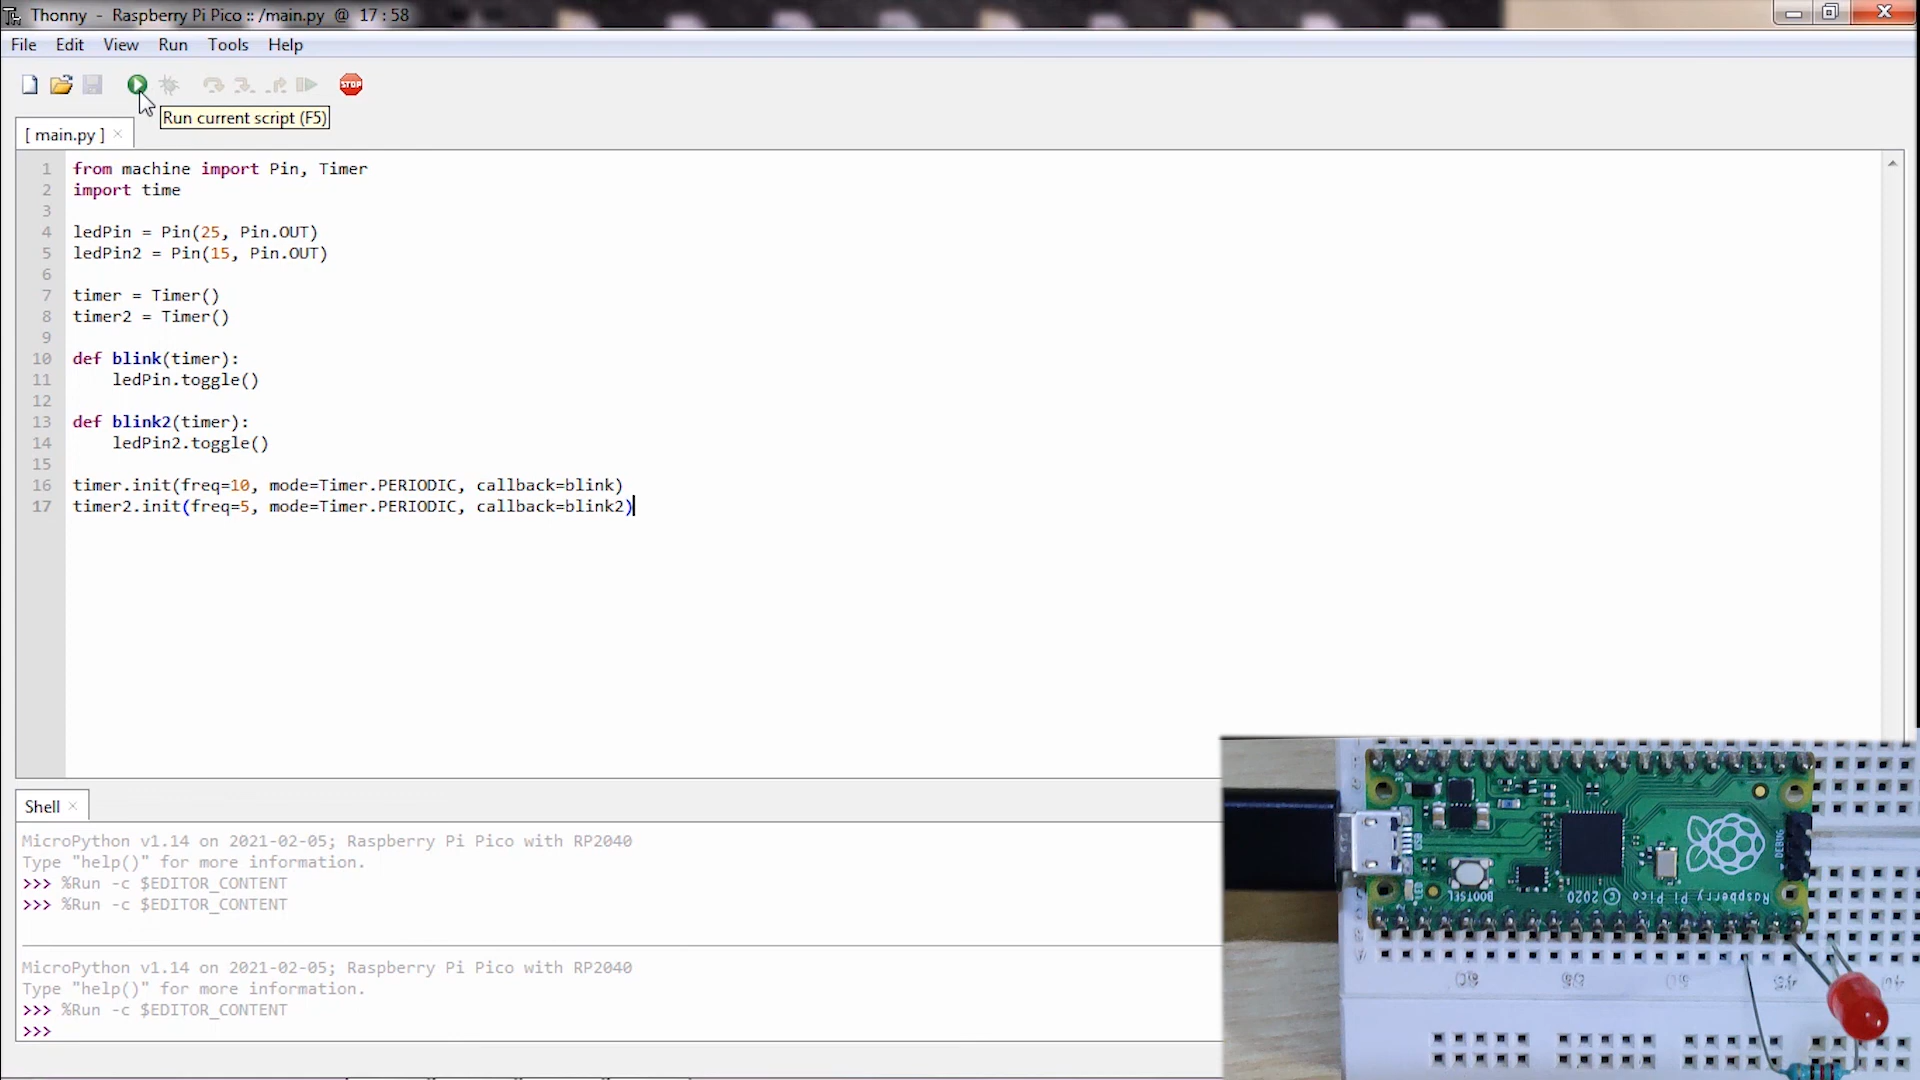 Thonny - Raspberry Pi Pico :: /main.py @ 17 : 58
File Edit View Run Tools Help
STOP
Run current script (F5)
[ main.py ] ×
1 from machine import Pin, Timer
2 import time
3
4 ledPin = Pin(25, Pin.OUT)
5 ledPin2 = Pin(15, Pin.OUT)
6
7 timer = Timer()
8 timer2 = Timer()
9
10 def blink(timer):
11 ledPin.toggle()
12
13 def blink2(timer):
14 ledPin2.toggle()
15
16 timer.init(freq=10, mode=Timer.PERIODIC, callback=blink)
17 timer2.init(freq=5, mode=Timer.PERIODIC, callback=blink2)
Shell ×
MicroPython v1.14 on 2021-02-05; Raspberry Pi Pico with RP2040
Type "help()" for more information.
>>> %Run -c $EDITOR_CONTENT
>>> %Run -c $EDITOR_CONTENT
MicroPython v1.14 on 2021-02-05; Raspberry Pi Pico with RP2040
Type "help()" for more information.
>>> %Run -c $EDITOR_CONTENT
>>>
USB
DEBUG
LED
BOOTSEL
Raspberry Pi Pico © 2020